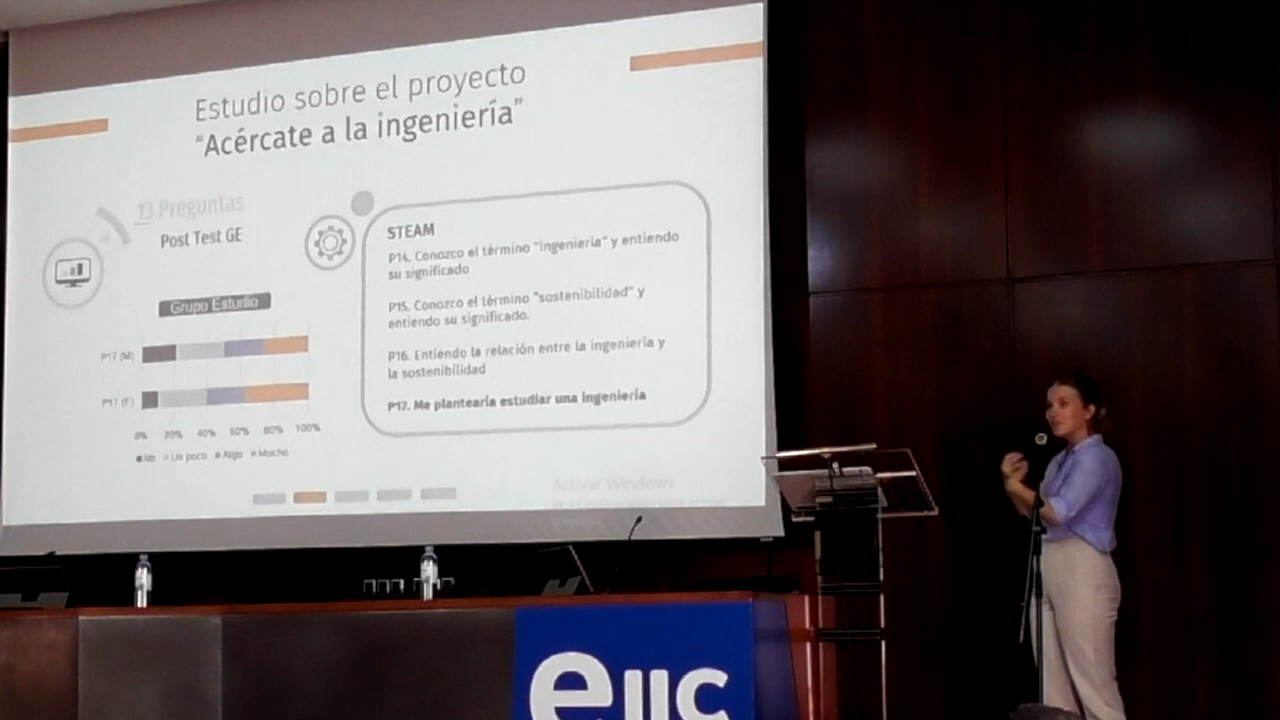 Estudio sobre el proyecto
“Acércate a la ingeniería”
13 Preguntas
Post Test GE
Grupo Estudio
P17 (M)
P17 (F)
0% 20% 40% 60% 80% 100%
No Un poco Algo Mucho
STEAM
P14. Conozco el término "ingeniería" y entiendo
su significado
P15. Conozco el término "sostenibilidad" y
entiendo su significado.
P16. Entiendo la relación entre la ingeniería y
la sostenibilidad
P17. Me plantearía estudiar una ingeniería
Activar Windows
eiic